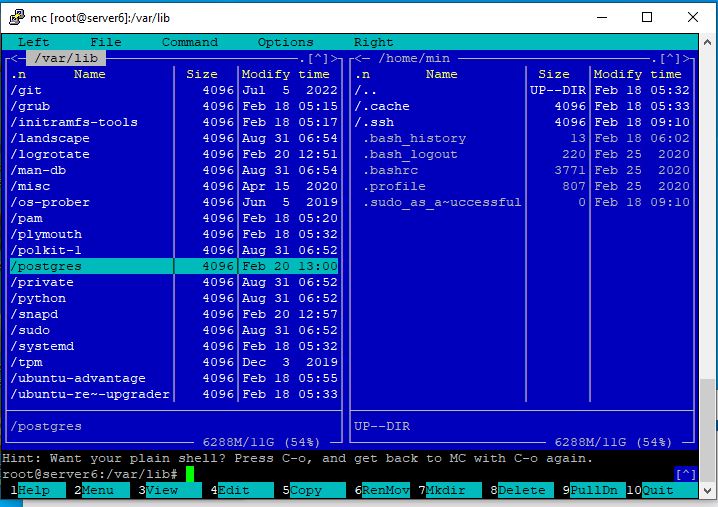 mc [root@server6]:/var/lib
Left File Command Options Right
<- /var/lib .[^]> <- /home/min .[^]>
.n Name Size Modify time .n Name Size Modify time
/git 4096 Jul 5 2022 /.. UP--DIR Feb 18 05:32
/grub 4096 Feb 18 05:15 /.cache 4096 Feb 18 05:33
/initramfs-tools 4096 Feb 18 05:17 /.ssh 4096 Feb 18 09:10
/landscape 4096 Aug 31 06:54 .bash_history 13 Feb 18 06:02
/logrotate 4096 Feb 20 12:51 .bash_logout 220 Feb 25 2020
/man-db 4096 Aug 31 06:54 .bashrc 3771 Feb 25 2020
/misc 4096 Apr 15 2020 .profile 807 Feb 25 2020
/os-prober 4096 Jun 5 2019 .sudo_as_a~uccessful 0 Feb 18 09:10
/pam 4096 Feb 18 05:20
/plymouth 4096 Feb 18 05:32
/polkit-1 4096 Aug 31 06:52
/postgres 4096 Feb 20 13:00
/private 4096 Aug 31 06:52
/python 4096 Aug 31 06:52
/snapd 4096 Feb 20 12:57
/sudo 4096 Aug 31 06:52
/systemd 4096 Feb 18 05:32
/tpm 4096 Dec 3 2019
/ubuntu-advantage 4096 Feb 18 05:55
/ubuntu-re~-upgrader 4096 Feb 18 05:33
/postgres UP--DIR
6288M/11G (54%) 6288M/11G (54%)
Hint: Want your plain shell? Press C-o, and get back to MC with C-o again.
root@server6:/var/lib# [^]
1Help 2Menu 3View 4Edit 5Copy 6RenMov 7Mkdir 8Delete 9PullDn 10Quit